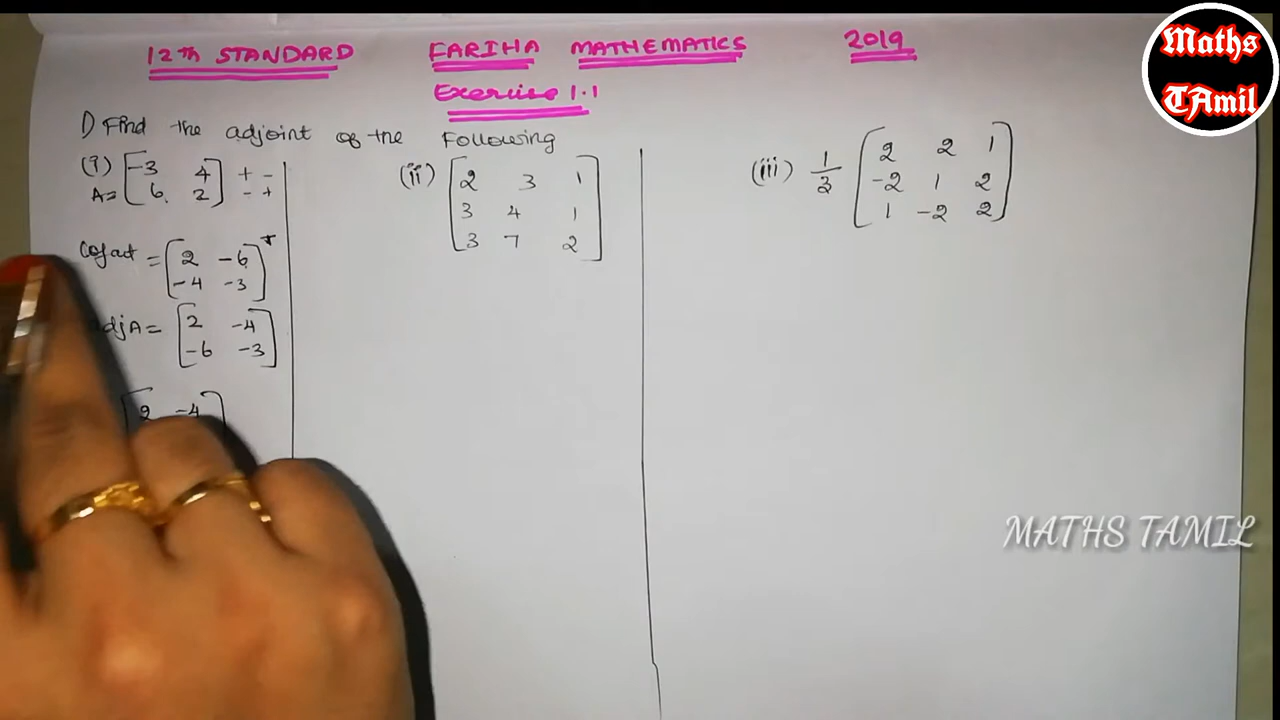 12th STANDARD FARIHA MATHEMATICS 2019
Exercise 1.1
1) Find the adjoint of the Following
(i) A= [-3 4] + -
[6 2] - +
Cofact = [2 -6]T
[-4 -3]
adjA = [2 -4]
[-6 -3]
[2 -4]
(ii) [2 3 1]
[3 4 1]
[3 7 2]
(iii) 1/3 [2 2 1]
[-2 1 2]
[1 -2 2]
Maths
TAmil
MATHS TAMIL